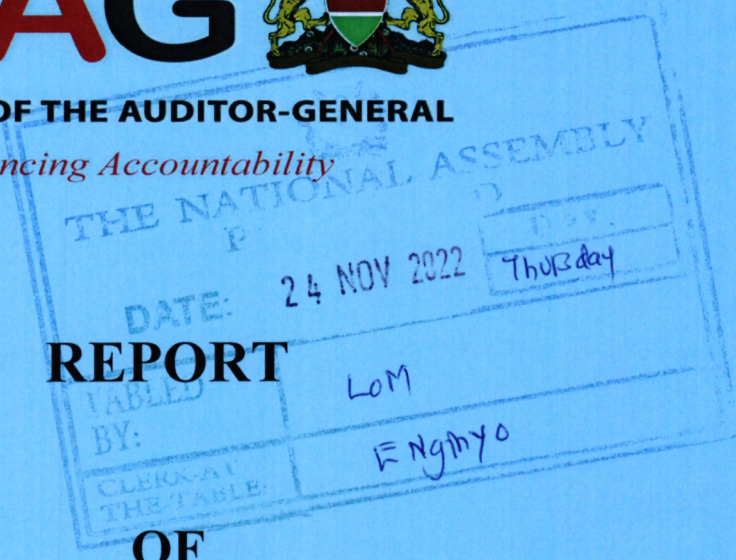 AG
OF THE AUDITOR-GENERAL
ncing Accountability
THE NATIONAL ASSEMBLY
P
DAY.
DATE: 24 NOV 2022 Thursday
REPORT
TABLED BY: LOM
CLERK-AT THE-TABLE:
OF